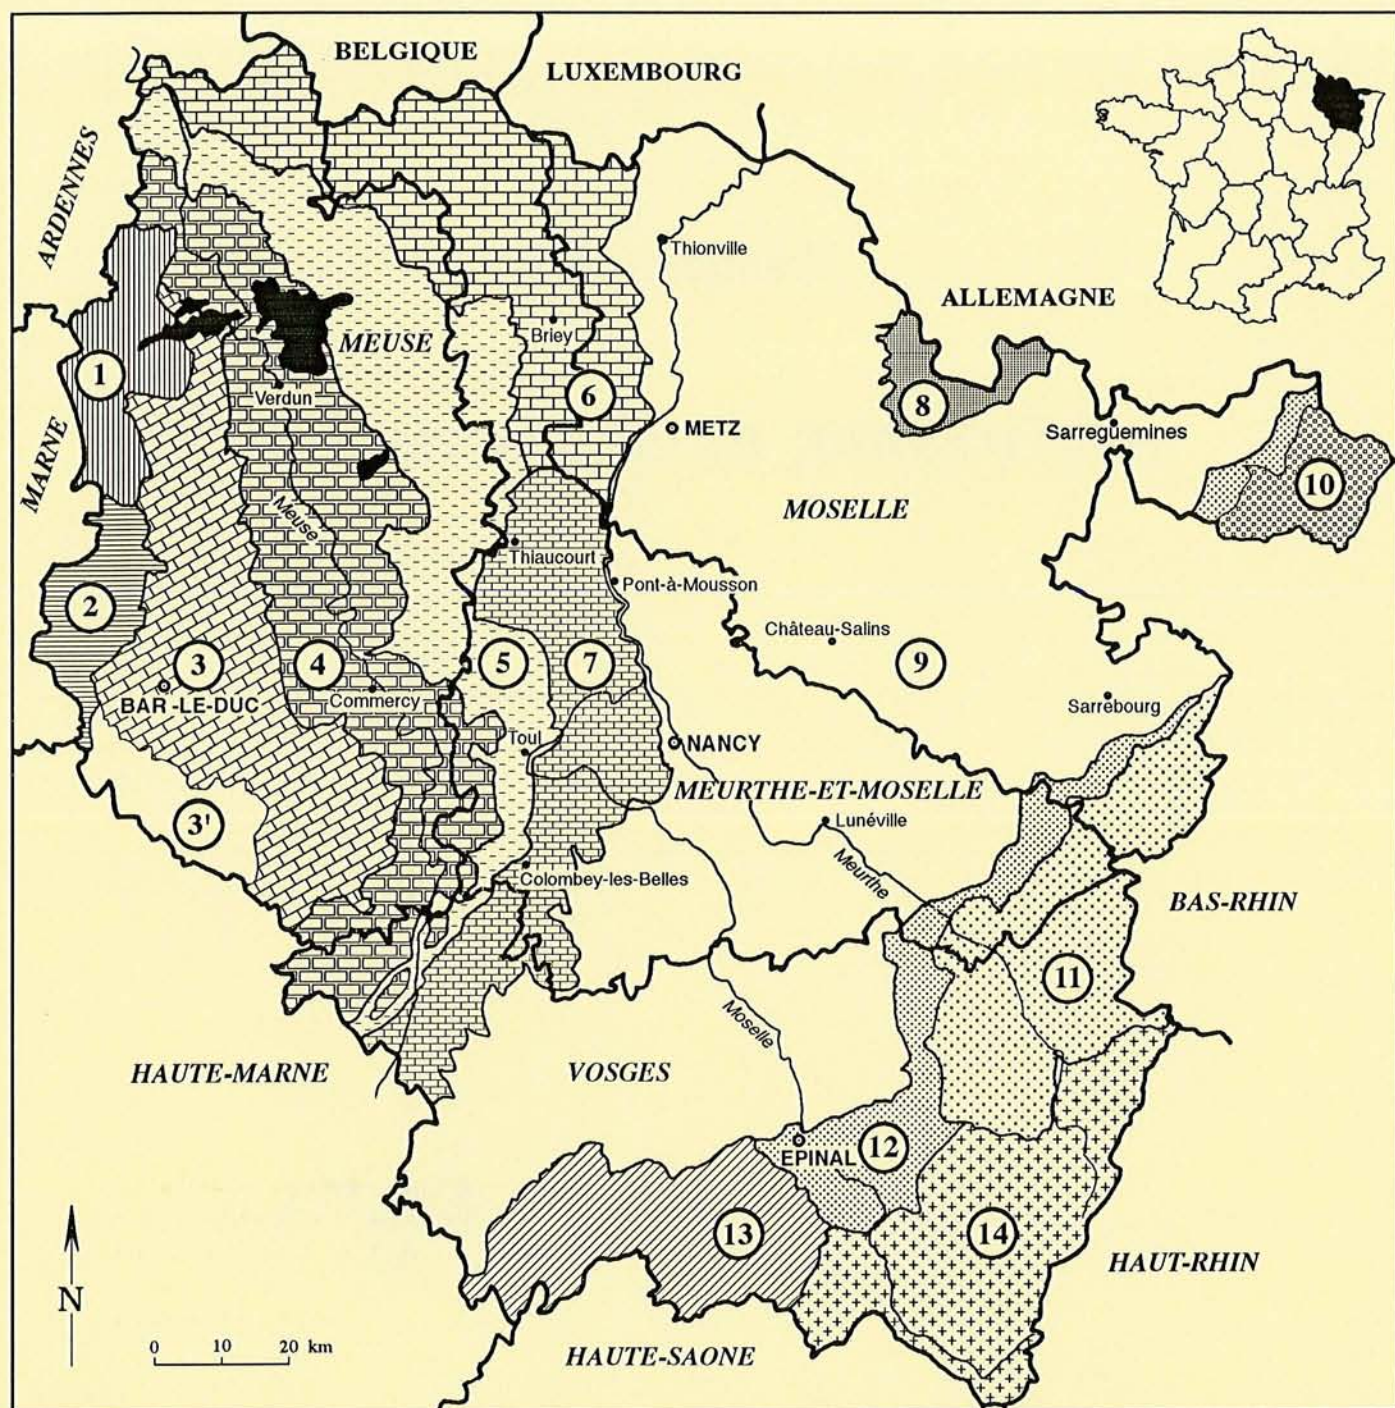 BELGIQUE
LUXEMBOURG
ARDENNES
Thionville
ALLEMAGNE
MEUSE
Briey
1
Verdun
6
8
MARNE
METZ
Sarreguemines
10
Meuse
MOSELLE
Thiaucourt
Pont-à-Mousson
2
Château-Salins
3
4
5
7
9
BAR-LE-DUC
Commercy
Sarrebourg
Toul
NANCY
MEURTHE-ET-MOSELLE
3'
Lunéville
Meurthe
Colombey-les-Belles
BAS-RHIN
11
Moselle
HAUTE-MARNE
VOSGES
12
EPINAL
13
14
HAUT-RHIN
N
0 10 20 km
HAUTE-SAONE